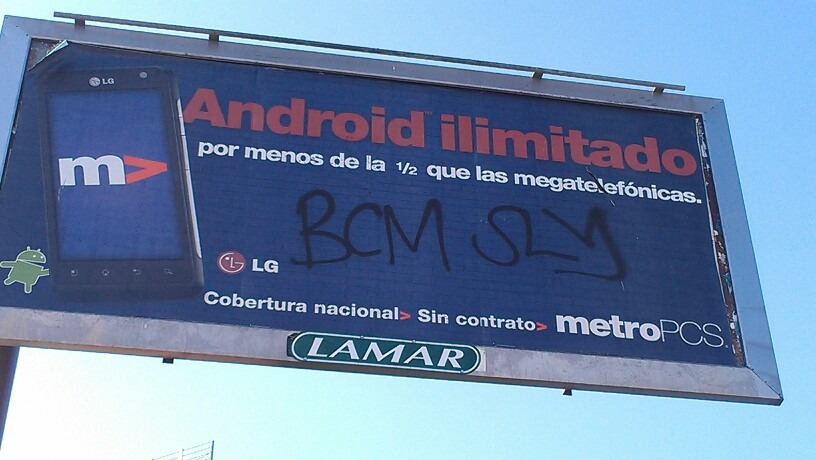 LG
m>
Android™ ilimitado
por menos de la 1/2 que las megatelefónicas.
BCM SLY
LG
Cobertura nacional> Sin contrato> metroPCS.
LAMAR